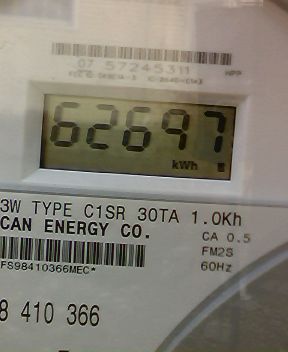 07 57245311 NPP
62697
kWh
3W TYPE C1SR 30TA 1.0Kh
CAN ENERGY CO. CA 0.5
FM2S
FS98410366MEC* 60Hz
8 410 366